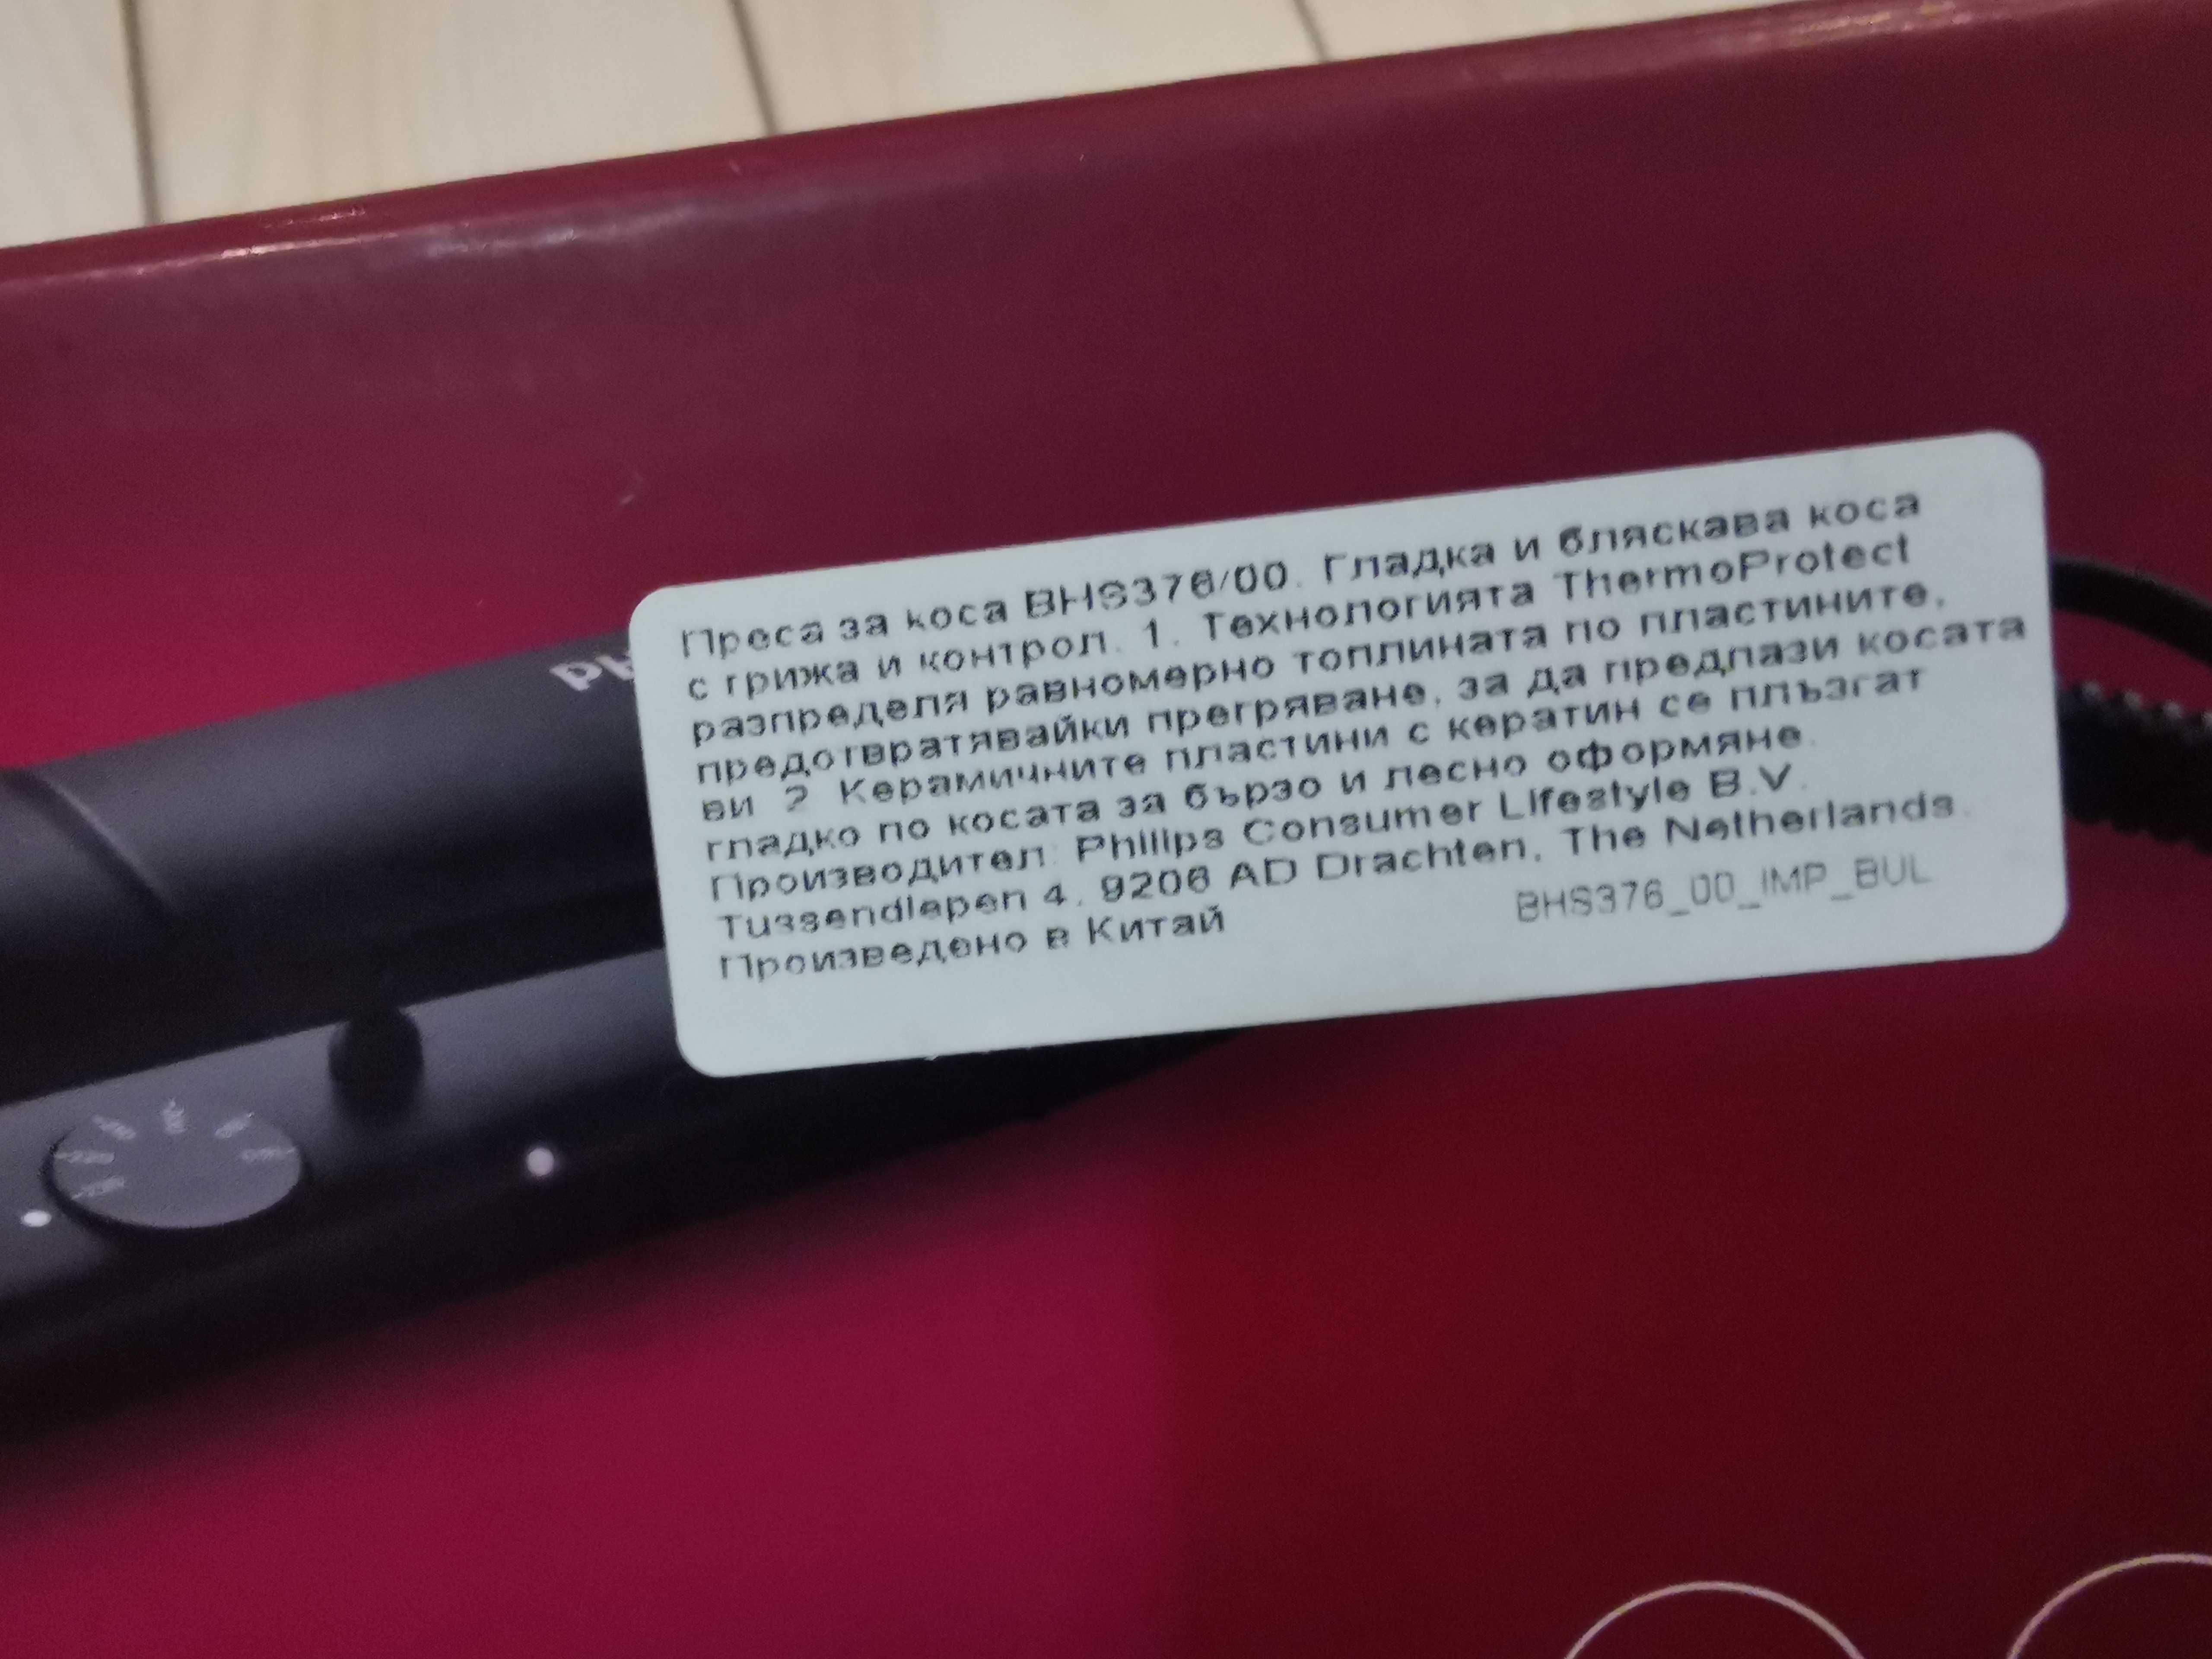 Преса за коса BHS376/00. Гладка и бляскава коса
с грижа и контрол. 1. Технологията ThermoProtect
разпределя равномерно топлината по пластините,
предотвратявайки прегряване, за да предпази косата
ви 2 Керамичните пластини с кератин се плъзгат
гладко по косата за бързо и лесно оформяне.
Производител: Philips Consumer Lifestyle B.V.
Tussendiepen 4, 9206 AD Drachten, The Netherlands.
Произведено в Китай
BHS376_00_IMP_BUL